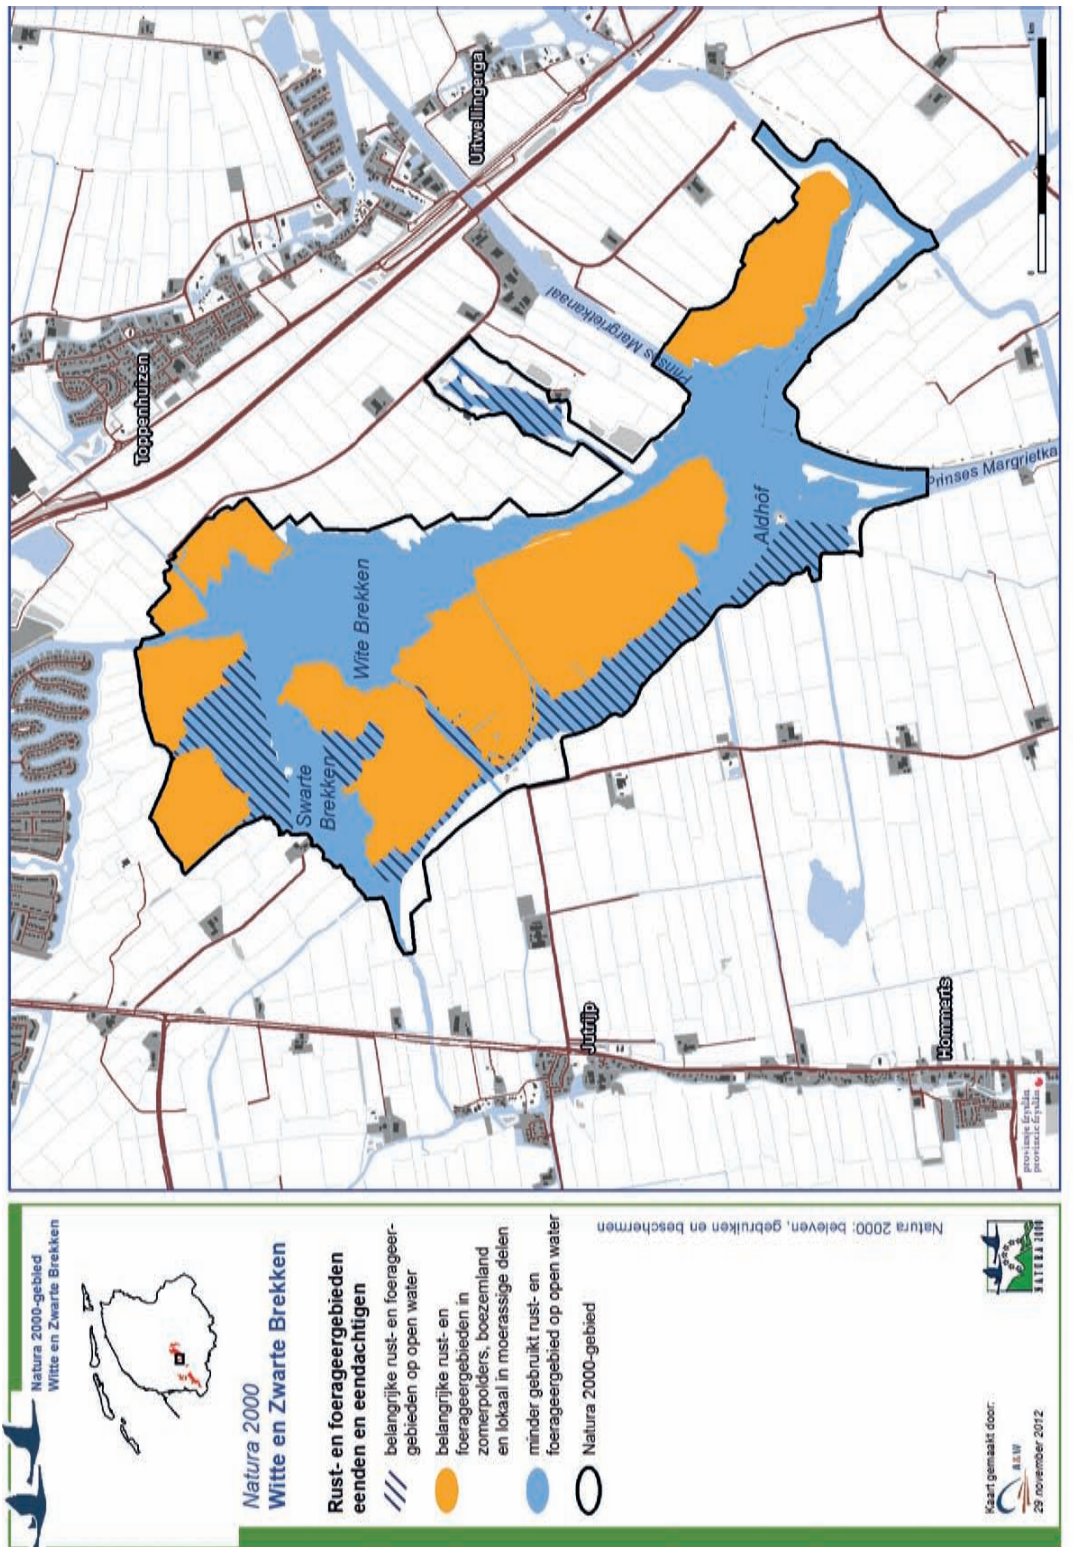 Natura 2000-gebied
Witte en Zwarte Brekken
Natura 2000
Witte en Zwarte Brekken
Rust- en foerageergebieden
eenden en eendachtigen
belangrijke rust- en foerageer-
gebieden op open water
belangrijke rust- en
foerageergebieden in
zomerpolders, boezemland
en lokaal in moerassige delen
minder gebruikt rust- en
foerageergebied op open water
Natura 2000-gebied
Natura 2000: beleven, gebruiken en beschermen
Kaart gemaakt door:
A&W
29 november 2012
NATURA 2000
Toppenhuizen
Uitwellingerga
Prinses Margrietkanaal
Prinses Margrietka
Prinses M
Wite Brekken
Swarte
Brekken
Aldhôf
Jutrijp
Hommerts
provinsje fryslân
provincie fryslân
0
1 km